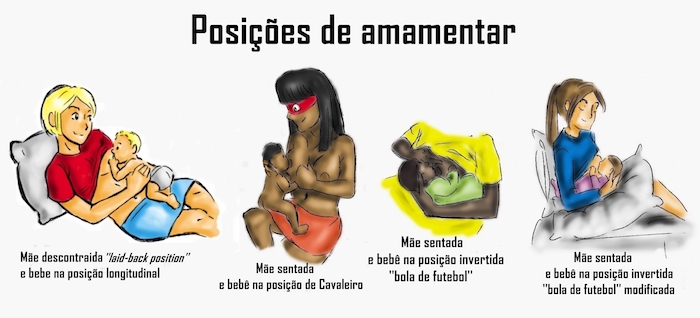 Posições de amamentar
Mãe descontraida "laid-back position"
e bebe na posição longitudinal
Mãe sentada
e bebê na posição de Cavaleiro
Mãe sentada
e bebê na posição invertida
"bola de futebol"
Mãe sentada
e bebê na posição invertida
"bola de futebol" modificada